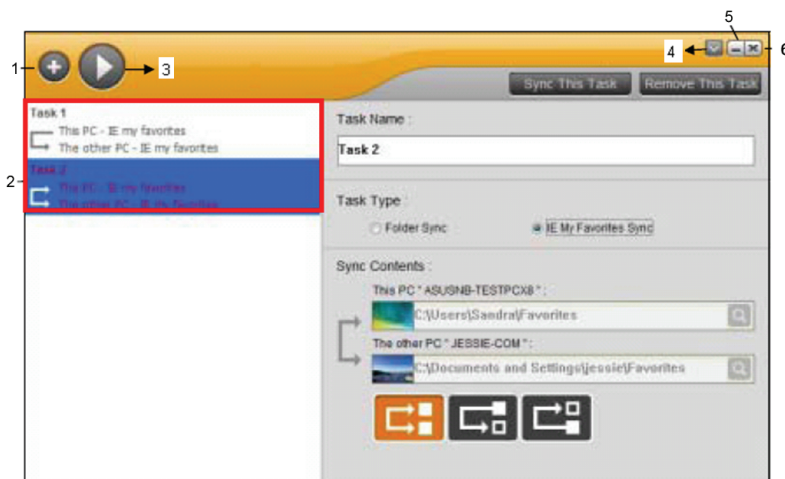 5
4
6
1
3
Sync This Task Remove This Task
Task 1
This PC - IE my favorites
The other PC - IE my favorites
2
Task 2
This PC - IE my favorites
The other PC - IE my favorites
Task Name :
Task 2
Task Type :
Folder Sync IE My Favorites Sync
Sync Contents :
This PC " ASUSNB-TESTPCX8 " :
C:\Users\Sandra\Favorites
The other PC " JESSIE-COM " :
C:\Documents and Settings\jessie\Favorites